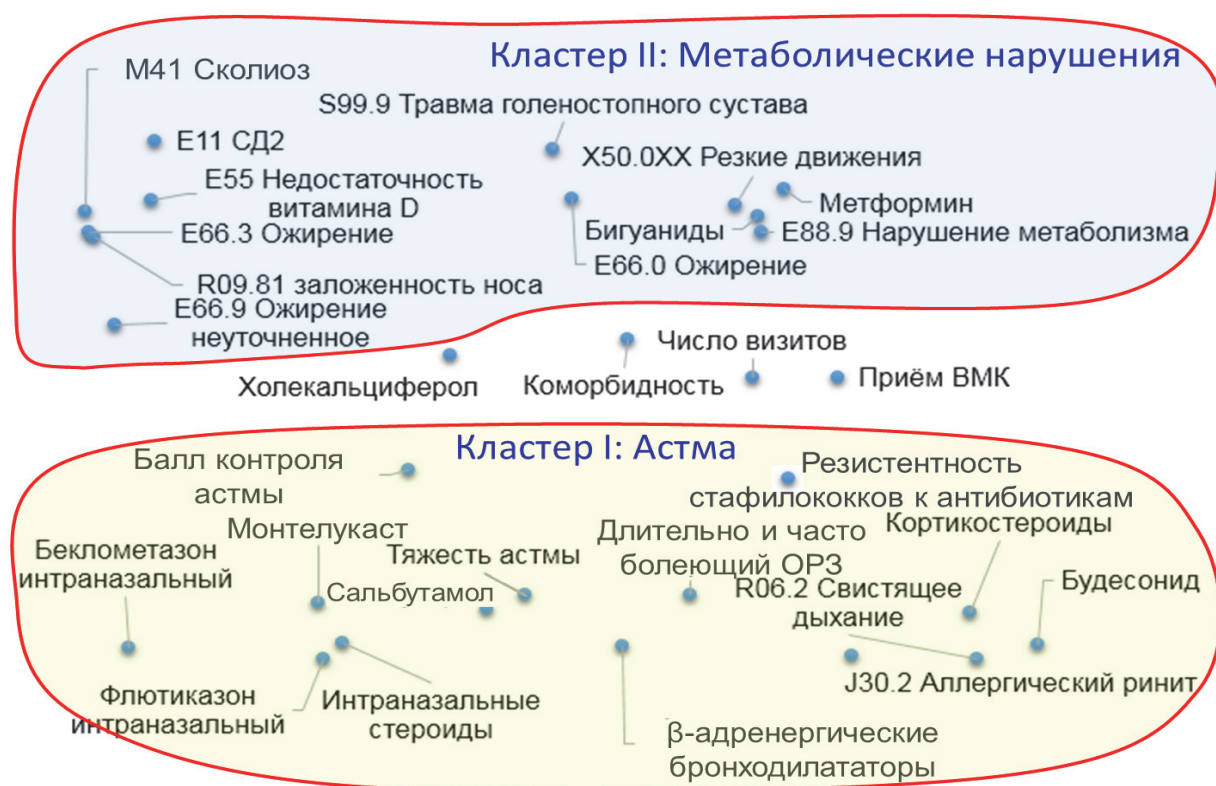 Кластер II: Метаболические нарушения
M41 Сколиоз
S99.9 Травма голеностопного сустава
E11 СД2
X50.0XX Резкие движения
E55 Недостаточность
витамина D
Метформин
E66.3 Ожирение
Бигуаниды
E88.9 Нарушение метаболизма
E66.0 Ожирение
R09.81 заложенность носа
E66.9 Ожирение
неуточненное
Число визитов
Холекальциферол
Коморбидность
Приём ВМК
Кластер I: Астма
Балл контроля
астмы
Резистентность
стафилококков к антибиотикам
Монтелукаст
Длительно и часто
болеющий ОРЗ
Кортикостероиды
Беклометазон
интраназальный
Тяжесть астмы
Сальбутамол
R06.2 Свистящее
дыхание
Будесонид
J30.2 Аллергический ринит
Флютиказон
интраназальный
Интраназальные
стероиды
β-адренергические
бронходилататоры